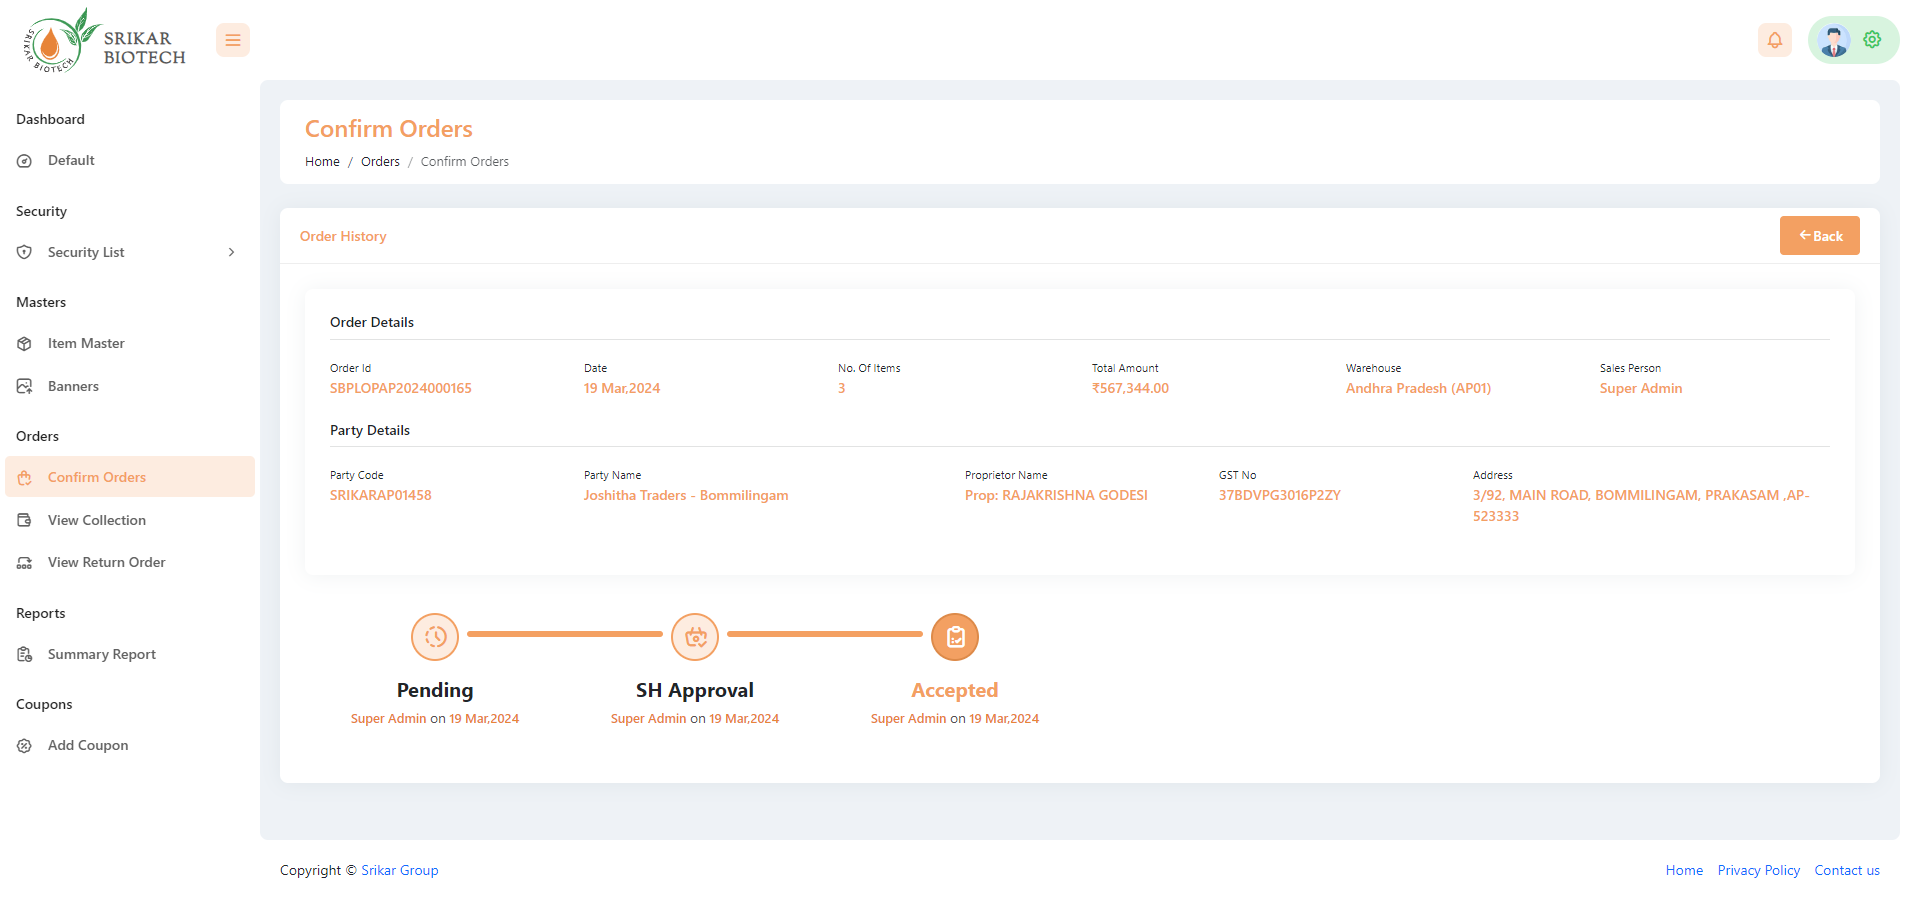 SRIKAR BIOTECH
SRIKAR
BIOTECH
Dashboard
Default
Security
Security List
Masters
Item Master
Banners
Orders
Confirm Orders
View Collection
View Return Order
Reports
Summary Report
Coupons
Add Coupon
Confirm Orders
Home / Orders / Confirm Orders
Order History
Back
Order Details
Order Id Date No. Of Items Total Amount Warehouse Sales Person
SBPLOPAP2024000165 19 Mar,2024 3 ₹567,344.00 Andhra Pradesh (AP01) Super Admin
Party Details
Party Code Party Name Proprietor Name GST No Address
SRIKARAP01458 Joshitha Traders - Bommilingam Prop: RAJAKRISHNA GODESI 37BDVPG3016P2ZY 3/92, MAIN ROAD, BOMMILINGAM, PRAKASAM ,AP-
523333
Pending SH Approval Accepted
Super Admin on 19 Mar,2024 Super Admin on 19 Mar,2024 Super Admin on 19 Mar,2024
Copyright © Srikar Group
Home Privacy Policy Contact us